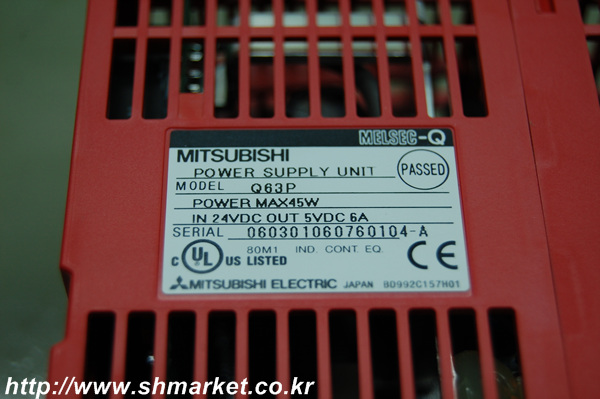 MELSEC-Q
MITSUBISHI
POWER SUPPLY UNIT
PASSED
MODEL Q63P
POWER MAX45W
IN 24VDC OUT 5VDC 6A
SERIAL 060301060760104-A
80M1 IND. CONT. EQ.
c UL US LISTED CE
MITSUBISHI ELECTRIC JAPAN BD992C157H01
http://www.shmarket.co.kr